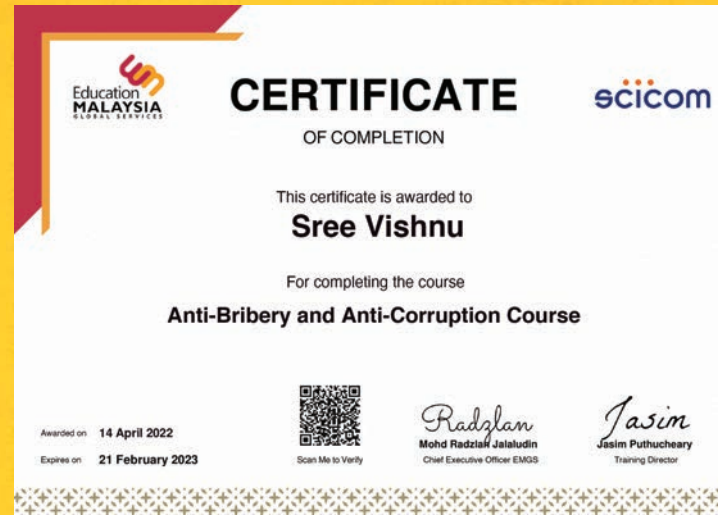 Education
MALAYSIA
GLOBAL SERVICES
CERTIFICATE
OF COMPLETION
scicom
This certificate is awarded to
Sree Vishnu
For completing the course
Anti-Bribery and Anti-Corruption Course
Awarded on 14 April 2022
Expires on 21 February 2023
Scan Me to Verify
Radzlan
Mohd Radzlan Jalaludin
Chief Executive Officer EMGS
Jasim
Jasim Puthucheary
Training Director